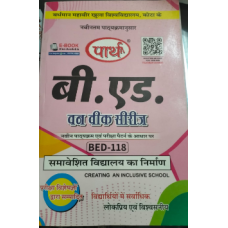 वर्धमान महावीर खुला विश्वविद्यालय, कोटा के
नवीनतम पाठ्यक्रमानुसार
E-BOOK
पार्थ
बी.एड.
वन वीक सीरीज
नवीन पाठ्यक्रम एवं परीक्षा पैटर्न के आधार पर
BED-118
समावेशित विद्यालय का निर्माण
CREATING AN INCLUSIVE SCHOOL
विद्यार्थियों में सर्वाधिक
लोकप्रिय एवं विश्वसनीय